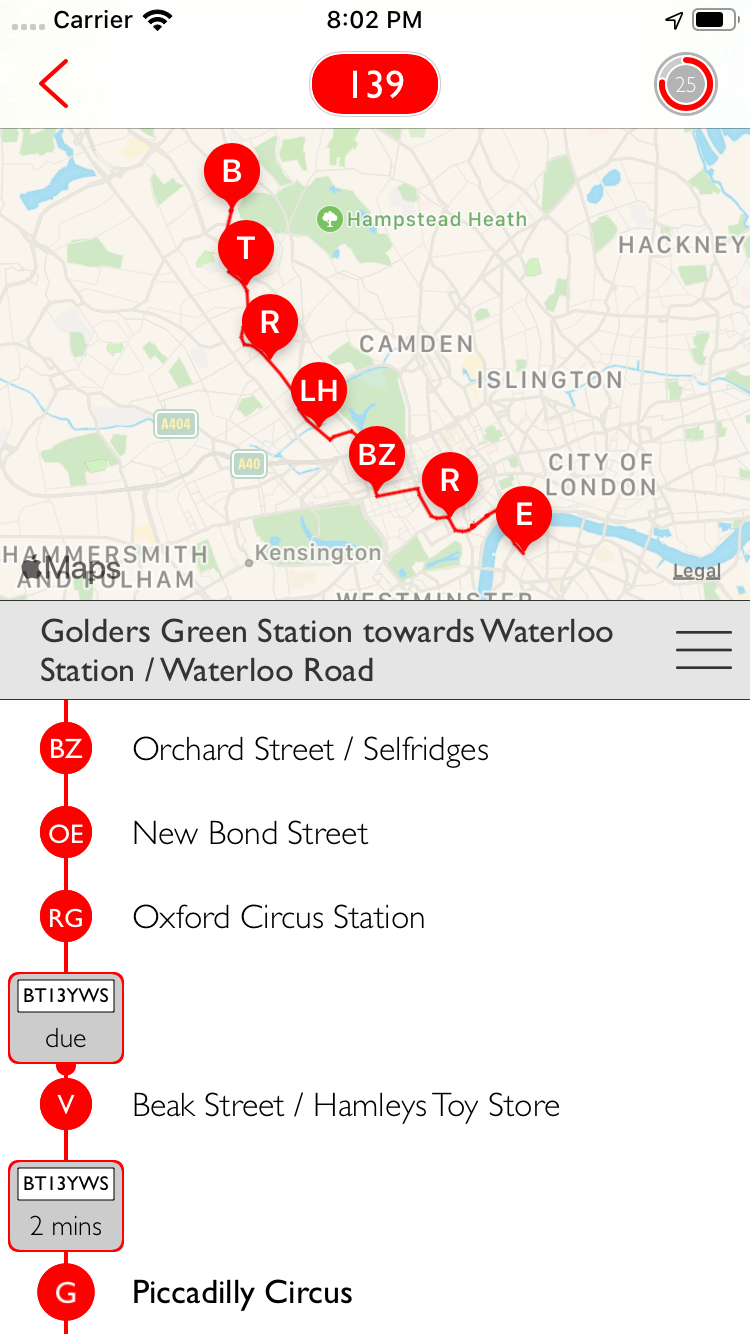 Carrier 8:02 PM
139
25
B
Hampstead Heath
T
HACKNEY
R
CAMDEN
LH
ISLINGTON
A404
BZ
A40
R
CITY OF
LONDON
E
HAMMERSMITH
AND FULHAM
Kensington
Maps
Legal
WESTMINSTER
Golders Green Station towards Waterloo
Station / Waterloo Road
BZ Orchard Street / Selfridges
OE New Bond Street
RG Oxford Circus Station
BT13YWS
due
V Beak Street / Hamleys Toy Store
BT13YWS
2 mins
G Piccadilly Circus